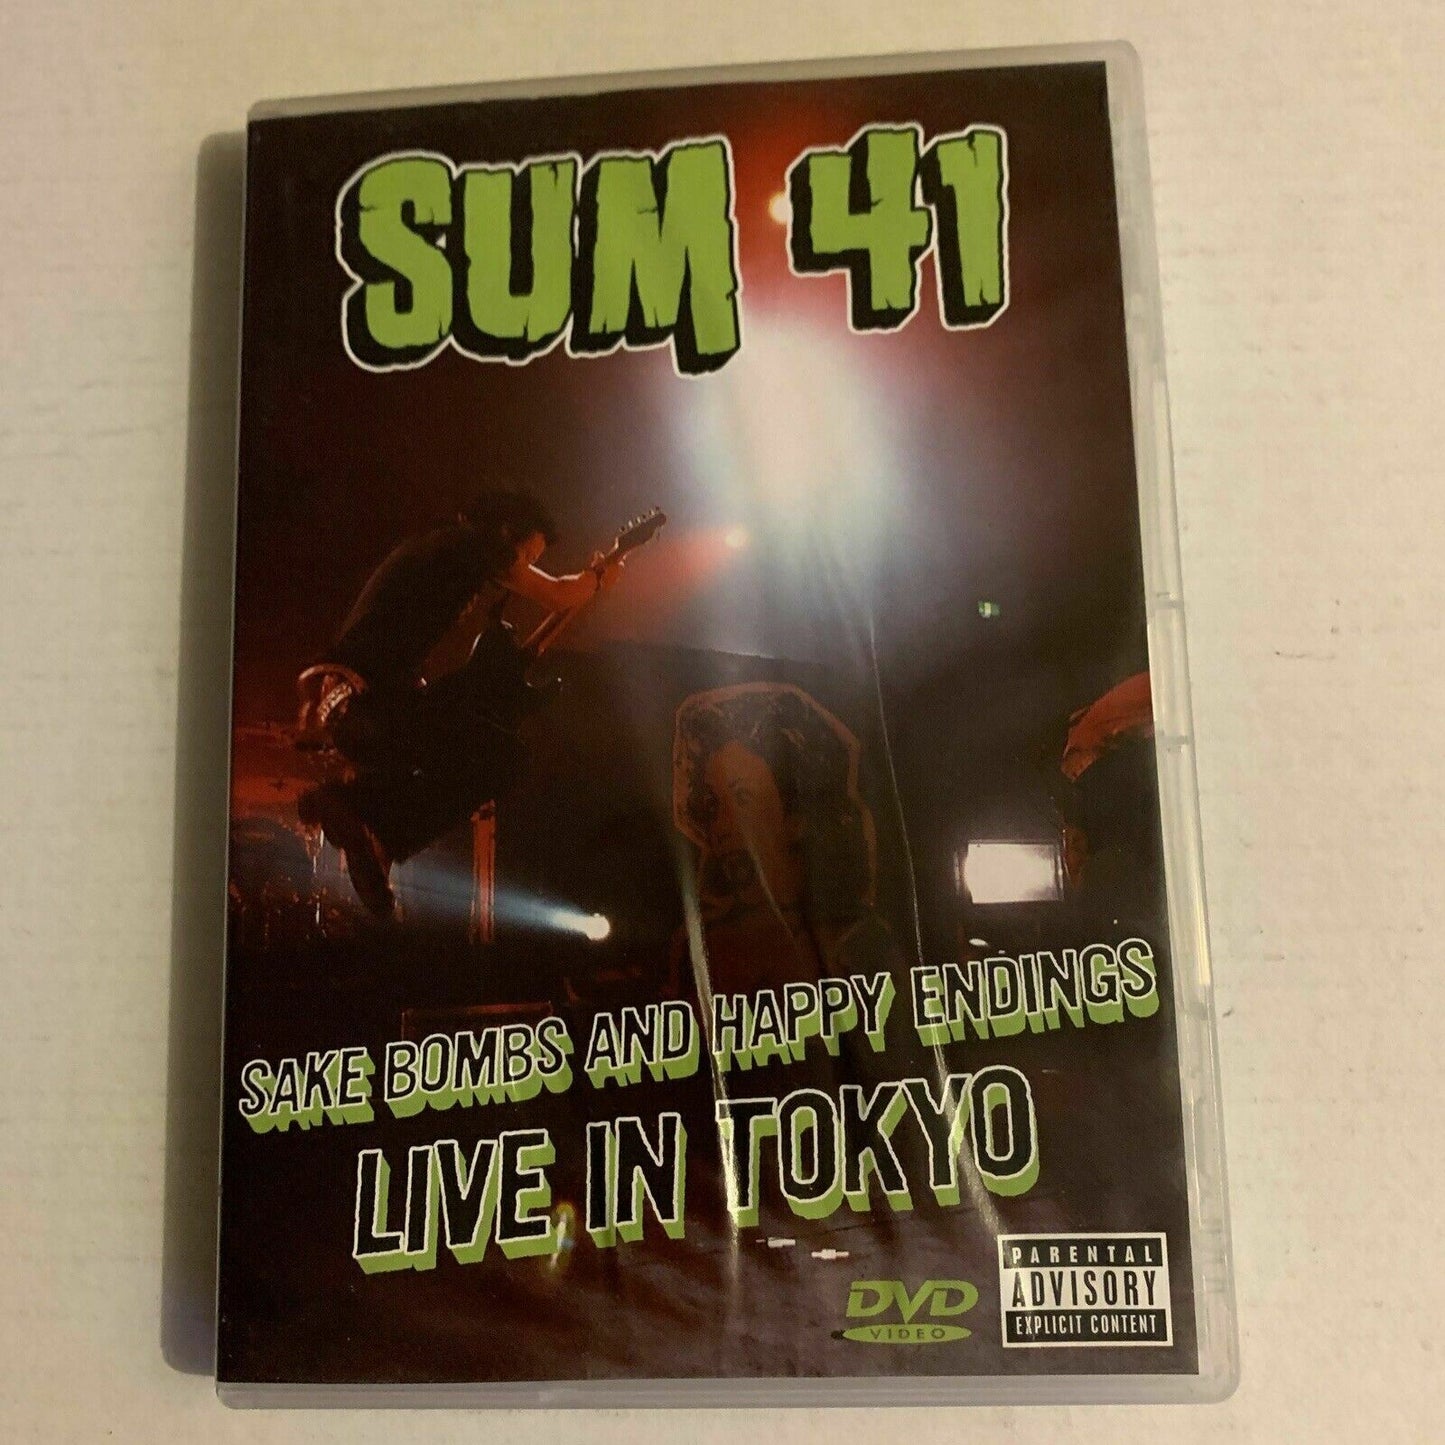 SUM 41
SAKE BOMBS AND HAPPY ENDINGS
LIVE IN TOKYO
DVD
VIDEO
PARENTAL
ADVISORY
EXPLICIT CONTENT